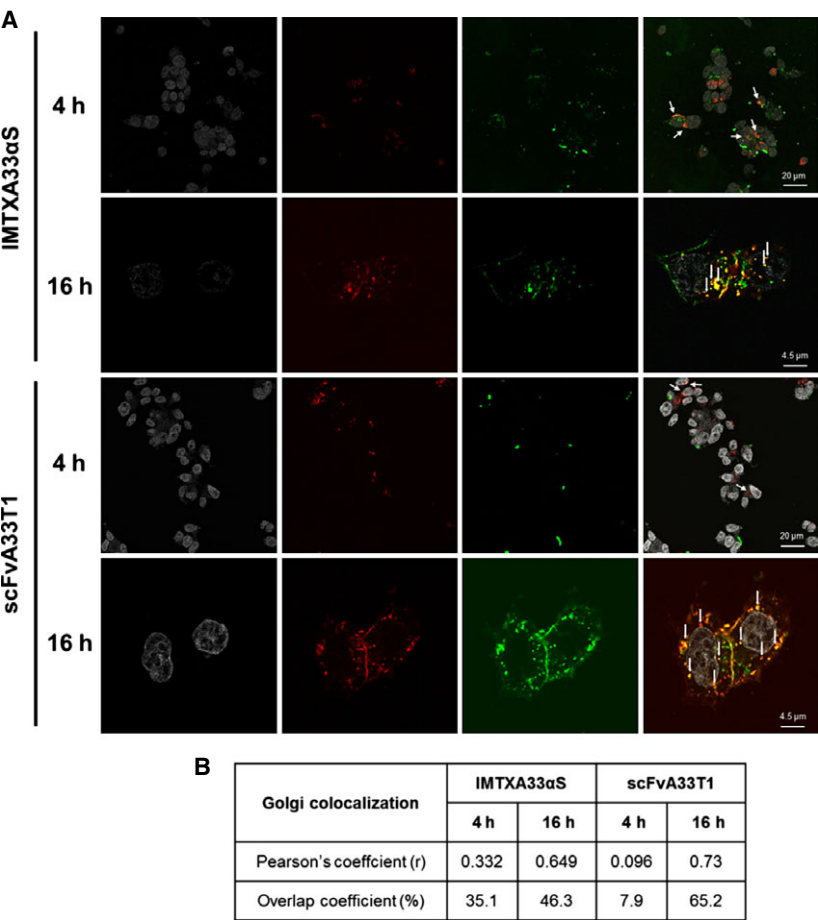 A
IMTXA33αS
4 h
20 µm
16 h
4.5 µm
scFvA33T1
4 h
20 µm
16 h
4.5 µm
B
Golgi colocalization IMTXA33αS scFvA33T1
4 h 16 h 4 h 16 h
Pearson's coeffcient (r) 0.332 0.649 0.096 0.73
Overlap coefficient (%) 35.1 46.3 7.9 65.2